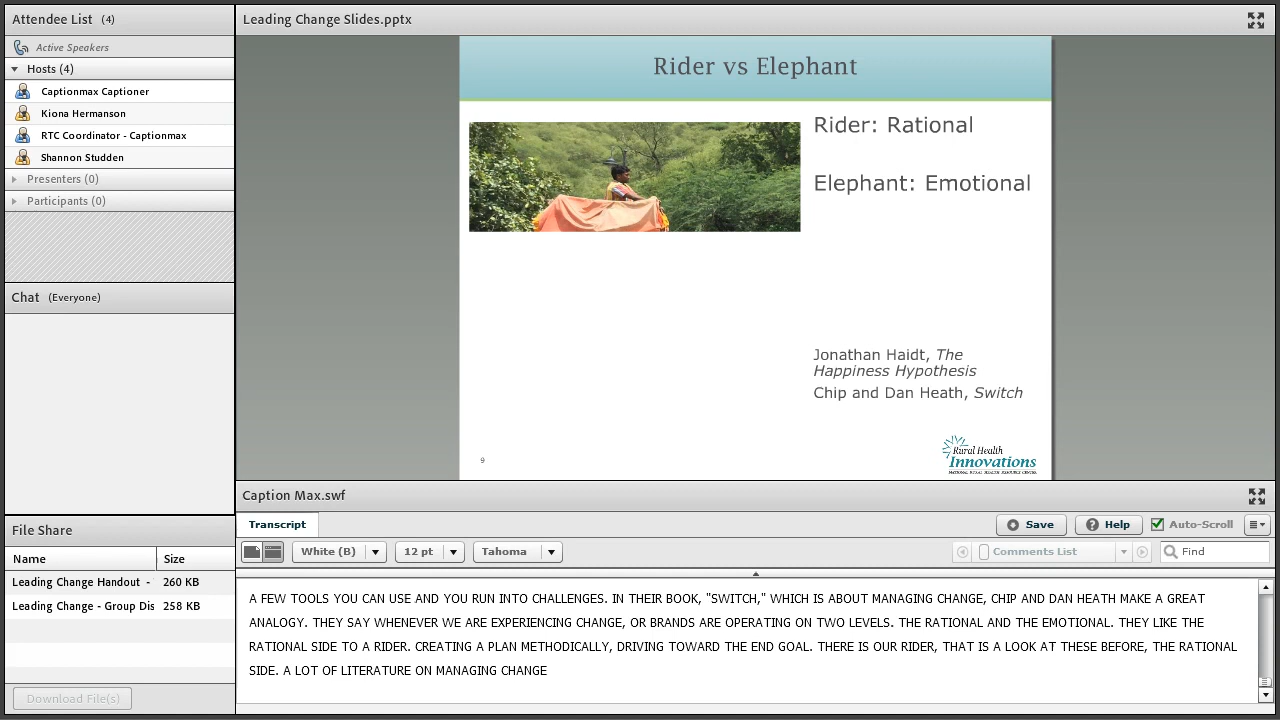 Attendee List (4)
Active Speakers
Hosts (4)
Captionmax Captioner
Kiona Hermanson
RTC Coordinator - Captionmax
Shannon Studden
Presenters (0)
Participants (0)
Chat (Everyone)
File Share
Name Size
Leading Change Handout - 260 KB
Leading Change - Group Dis 258 KB
Download File(s)
Leading Change Slides.pptx
Rider vs Elephant
Rider: Rational
Elephant: Emotional
Jonathan Haidt, The
Happiness Hypothesis
Chip and Dan Heath, Switch
9
Rural Health
Innovations
NATIONAL RURAL HEALTH RESOURCE CENTER
Caption Max.swf
Transcript
Save Help Auto-Scroll
White (B) 12 pt Tahoma Comments List Find
A FEW TOOLS YOU CAN USE AND YOU RUN INTO CHALLENGES. IN THEIR BOOK, "SWITCH," WHICH IS ABOUT MANAGING CHANGE, CHIP AND DAN HEATH MAKE A GREAT
ANALOGY. THEY SAY WHENEVER WE ARE EXPERIENCING CHANGE, OR BRANDS ARE OPERATING ON TWO LEVELS. THE RATIONAL AND THE EMOTIONAL. THEY LIKE THE
RATIONAL SIDE TO A RIDER. CREATING A PLAN METHODICALLY, DRIVING TOWARD THE END GOAL. THERE IS OUR RIDER, THAT IS A LOOK AT THESE BEFORE, THE RATIONAL
SIDE. A LOT OF LITERATURE ON MANAGING CHANGE